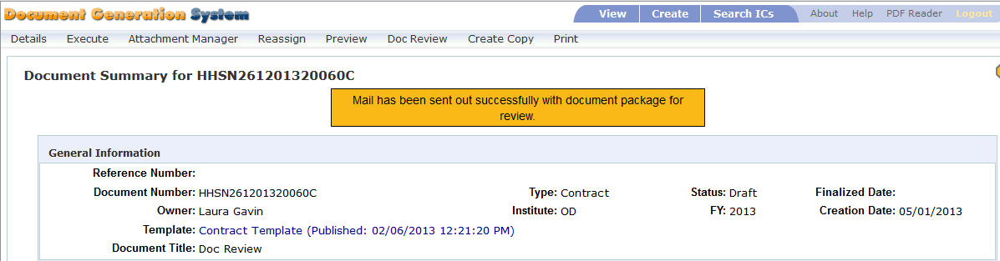 Document Generation System
View Create Search ICs About Help PDF Reader Logout
Details Execute Attachment Manager Reassign Preview Doc Review Create Copy Print
Document Summary for HHSN261201320060C
Mail has been sent out successfully with document package for
review.
General Information
Reference Number:
Document Number: HHSN261201320060C Type: Contract Status: Draft Finalized Date:
Owner: Laura Gavin Institute: OD FY: 2013 Creation Date: 05/01/2013
Template: Contract Template (Published: 02/06/2013 12:21:20 PM)
Document Title: Doc Review